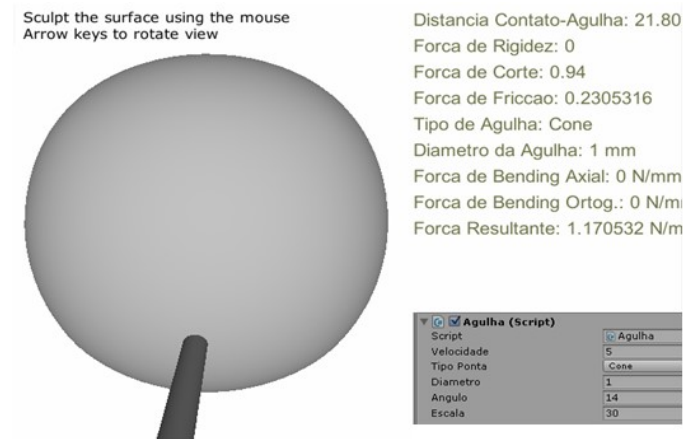 Sculpt the surface using the mouse
Arrow keys to rotate view
Distancia Contato-Agulha: 21.80
Forca de Rigidez: 0
Forca de Corte: 0.94
Forca de Friccao: 0.2305316
Tipo de Agulha: Cone
Diametro da Agulha: 1 mm
Forca de Bending Axial: 0 N/mm
Forca de Bending Ortog.: 0 N/m
Forca Resultante: 1.170532 N/m
Agulha (Script)
Script Agulha
Velocidade 5
Tipo Ponta Cone
Diametro 1
Angulo 14
Escala 30